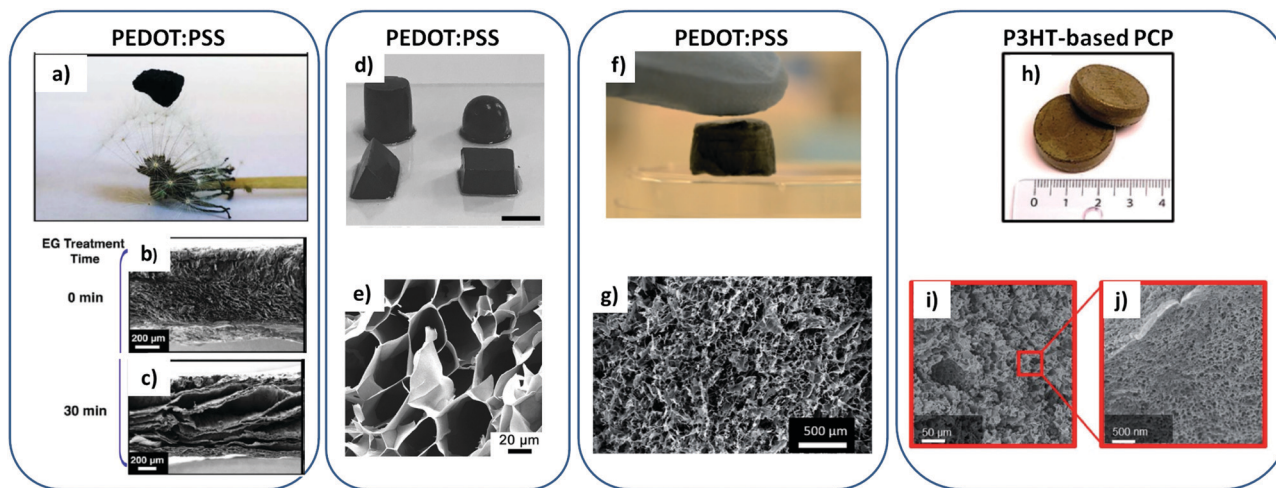 PEDOT:PSS
a)
EG Treatment
Time
0 min
b)
200 µm
30 min
c)
200 µm
PEDOT:PSS
d)
e)
20 µm
PEDOT:PSS
f)
g)
500 µm
P3HT-based PCP
h)
0 1 2 3 4
i)
50 µm
j)
500 nm